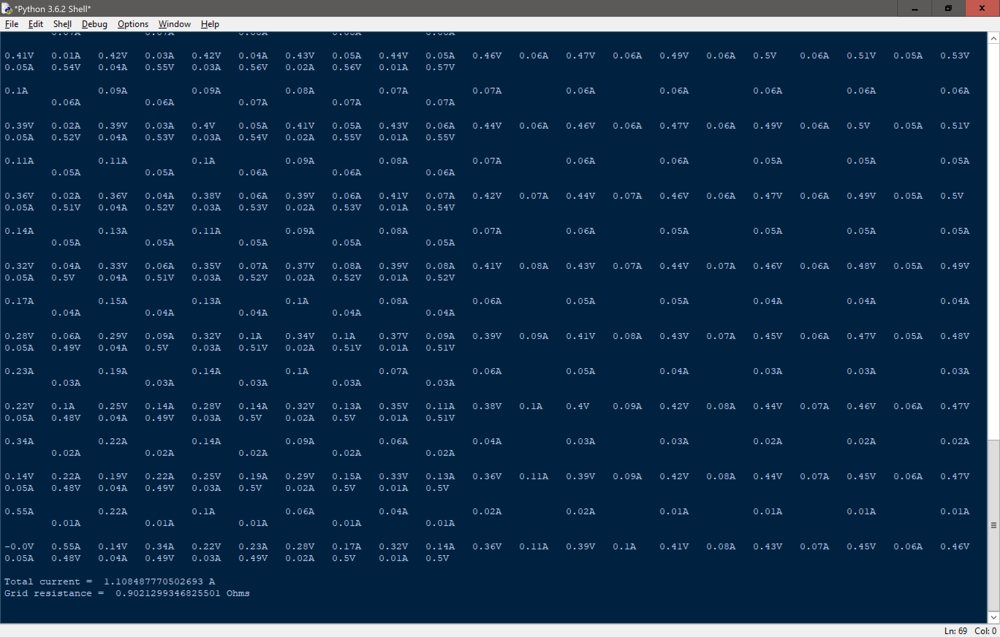 *Python 3.6.2 Shell*
File Edit Shell Debug Options Window Help
0.07A 0.07A 0.08A 0.08A 0.08A
0.41V 0.01A 0.42V 0.03A 0.42V 0.04A 0.43V 0.05A 0.44V 0.05A 0.46V 0.06A 0.47V 0.06A 0.49V 0.06A 0.5V 0.06A 0.51V 0.05A 0.53V
0.05A 0.54V 0.04A 0.55V 0.03A 0.56V 0.02A 0.56V 0.01A 0.57V
0.1A 0.09A 0.09A 0.08A 0.07A 0.07A 0.06A 0.06A 0.06A 0.06A 0.06A
0.06A 0.06A 0.07A 0.07A 0.07A
0.39V 0.02A 0.39V 0.03A 0.4V 0.05A 0.41V 0.05A 0.43V 0.06A 0.44V 0.06A 0.46V 0.06A 0.47V 0.06A 0.49V 0.06A 0.5V 0.05A 0.51V
0.05A 0.52V 0.04A 0.53V 0.03A 0.54V 0.02A 0.55V 0.01A 0.55V
0.11A 0.11A 0.1A 0.09A 0.08A 0.07A 0.06A 0.06A 0.05A 0.05A 0.05A
0.05A 0.05A 0.06A 0.06A 0.06A
0.36V 0.02A 0.36V 0.04A 0.38V 0.06A 0.39V 0.06A 0.41V 0.07A 0.42V 0.07A 0.44V 0.07A 0.46V 0.06A 0.47V 0.06A 0.49V 0.05A 0.5V
0.05A 0.51V 0.04A 0.52V 0.03A 0.53V 0.02A 0.53V 0.01A 0.54V
0.14A 0.13A 0.11A 0.09A 0.08A 0.07A 0.06A 0.05A 0.05A 0.05A 0.05A
0.05A 0.05A 0.05A 0.05A 0.05A
0.32V 0.04A 0.33V 0.06A 0.35V 0.07A 0.37V 0.08A 0.39V 0.08A 0.41V 0.08A 0.43V 0.07A 0.44V 0.07A 0.46V 0.06A 0.48V 0.05A 0.49V
0.05A 0.5V 0.04A 0.51V 0.03A 0.52V 0.02A 0.52V 0.01A 0.52V
0.17A 0.15A 0.13A 0.1A 0.08A 0.06A 0.05A 0.05A 0.04A 0.04A 0.04A
0.04A 0.04A 0.04A 0.04A 0.04A
0.28V 0.06A 0.29V 0.09A 0.32V 0.1A 0.34V 0.1A 0.37V 0.09A 0.39V 0.09A 0.41V 0.08A 0.43V 0.07A 0.45V 0.06A 0.47V 0.05A 0.48V
0.05A 0.49V 0.04A 0.5V 0.03A 0.51V 0.02A 0.51V 0.01A 0.51V
0.23A 0.19A 0.14A 0.1A 0.07A 0.06A 0.05A 0.04A 0.03A 0.03A 0.03A
0.03A 0.03A 0.03A 0.03A 0.03A
0.22V 0.1A 0.25V 0.14A 0.28V 0.14A 0.32V 0.13A 0.35V 0.11A 0.38V 0.1A 0.4V 0.09A 0.42V 0.08A 0.44V 0.07A 0.46V 0.06A 0.47V
0.05A 0.48V 0.04A 0.49V 0.03A 0.5V 0.02A 0.5V 0.01A 0.51V
0.34A 0.22A 0.14A 0.09A 0.06A 0.04A 0.03A 0.03A 0.02A 0.02A 0.02A
0.02A 0.02A 0.02A 0.02A 0.02A
0.14V 0.22A 0.19V 0.22A 0.25V 0.19A 0.29V 0.15A 0.33V 0.13A 0.36V 0.11A 0.39V 0.09A 0.42V 0.08A 0.44V 0.07A 0.45V 0.06A 0.47V
0.05A 0.48V 0.04A 0.49V 0.03A 0.5V 0.02A 0.5V 0.01A 0.5V
0.55A 0.22A 0.1A 0.06A 0.04A 0.02A 0.02A 0.01A 0.01A 0.01A 0.01A
0.01A 0.01A 0.01A 0.01A 0.01A
-0.0V 0.55A 0.14V 0.34A 0.22V 0.23A 0.28V 0.17A 0.32V 0.14A 0.36V 0.11A 0.39V 0.1A 0.41V 0.08A 0.43V 0.07A 0.45V 0.06A 0.46V
0.05A 0.48V 0.04A 0.49V 0.03A 0.49V 0.02A 0.5V 0.01A 0.5V
Total current = 1.108487770502693 A
Grid resistance = 0.9021299346825501 Ohms
Ln: 69 Col: 0